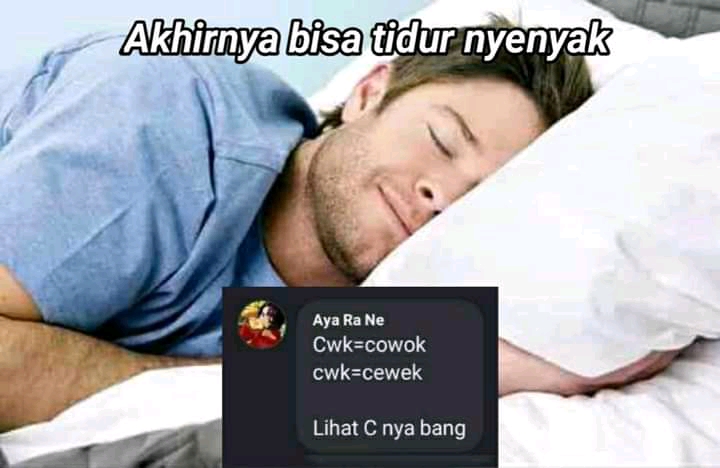 Akhirnya bisa tidur nyenyak
Aya Ra Ne
Cwk=cowok
cwk=cewek
Lihat C nya bang